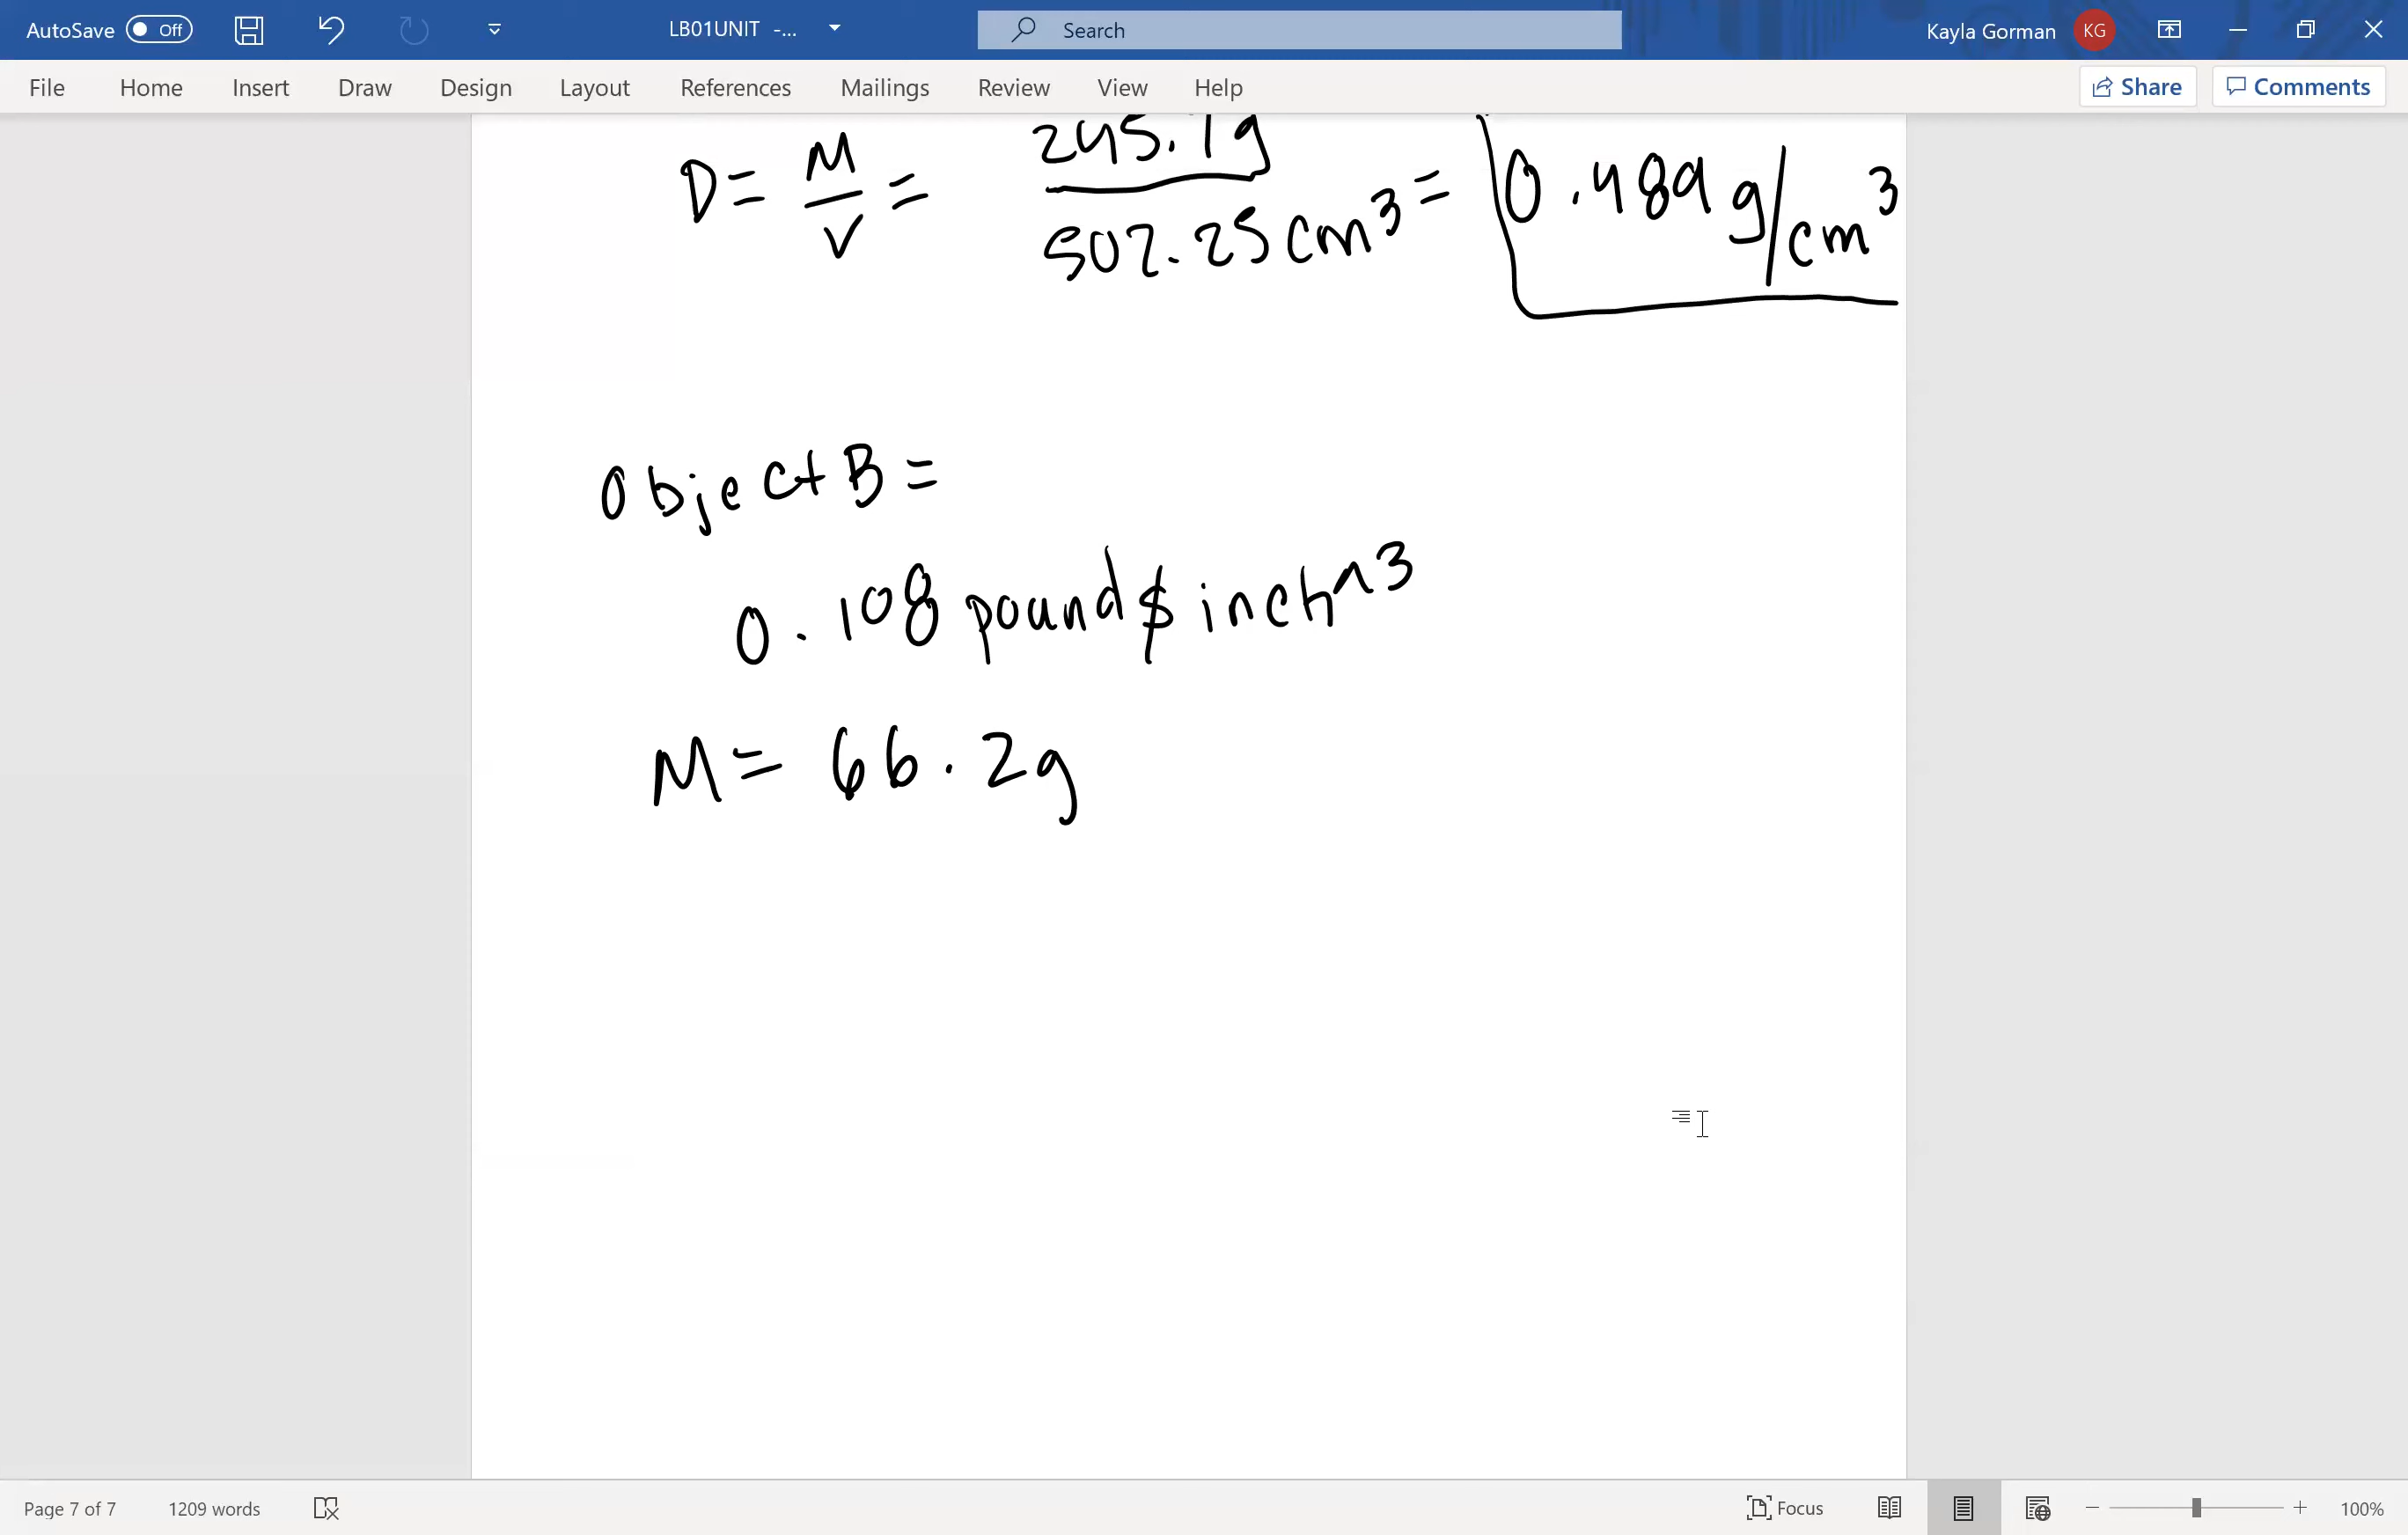 AutoSave Off LB01UNIT -... Search Kayla Gorman KG
File Home Insert Draw Design Layout References Mailings Review View Help Share Comments
D = M/V = 245.1g / 502.25 cm³ = 0.489 g/cm³
Object B =
0.108 pound$ inch^3
M = 66.2g
Page 7 of 7 1209 words Focus 100%